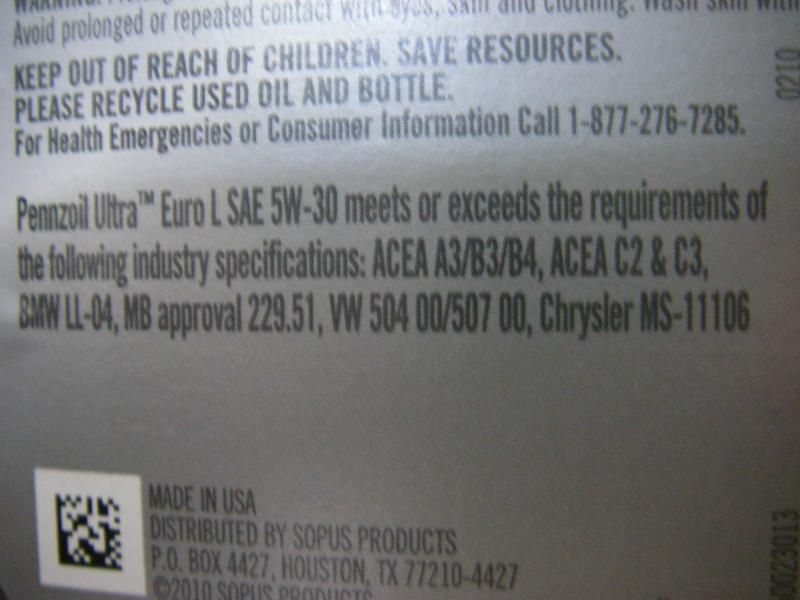 WARNING:
Avoid prolonged or repeated contact with eyes, skin and clothing. Wash skin with
KEEP OUT OF REACH OF CHILDREN. SAVE RESOURCES.
PLEASE RECYCLE USED OIL AND BOTTLE.
For Health Emergencies or Consumer Information Call 1-877-276-7285.
0210
Pennzoil Ultra™ Euro L SAE 5W-30 meets or exceeds the requirements of
the following industry specifications: ACEA A3/B3/B4, ACEA C2 & C3,
BMW LL-04, MB approval 229.51, VW 504 00/507 00, Chrysler MS-11106
MADE IN USA
DISTRIBUTED BY SOPUS PRODUCTS
P.O. BOX 4427, HOUSTON, TX 77210-4427
©2010 SOPUS PRODUCTS